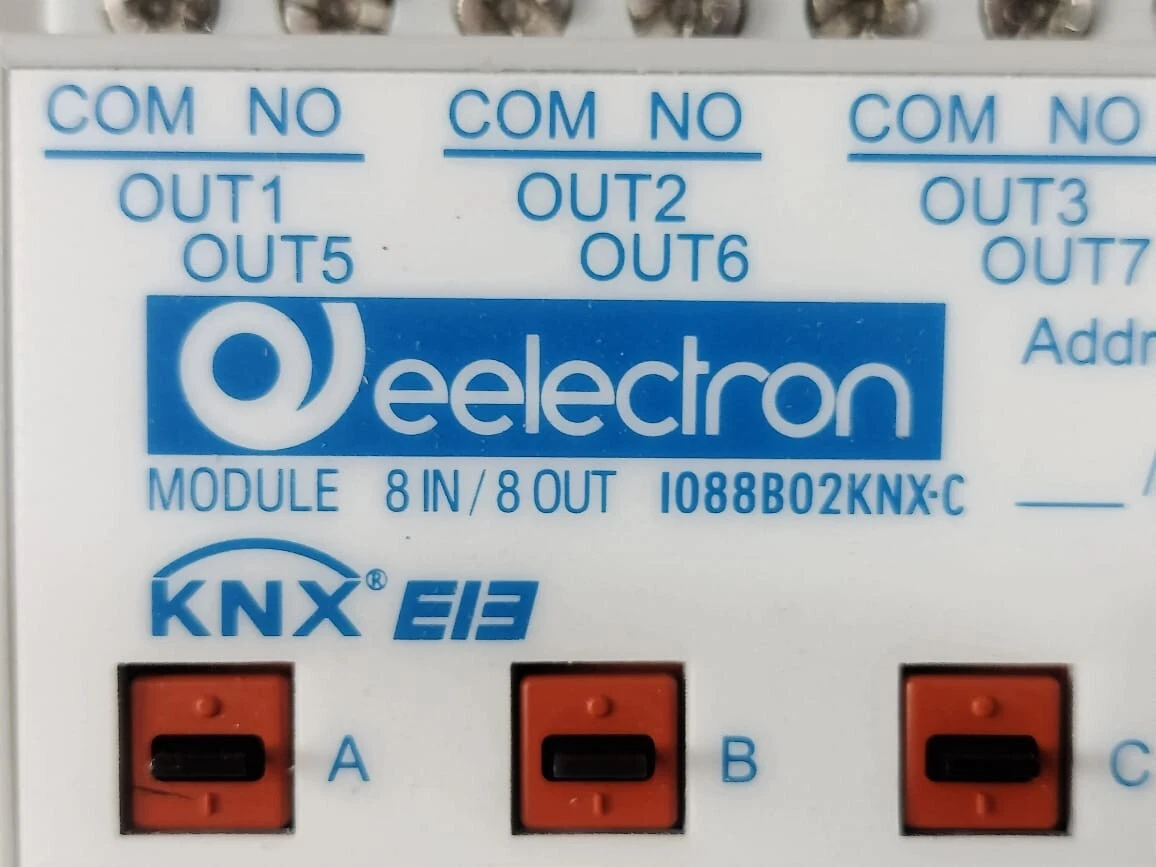 COM NO COM NO COM NO
OUT1 OUT2 OUT3
OUT5 OUT6 OUT7
Addr
eelectron
MODULE 8 IN / 8 OUT IO88B02KNX-C
KNX® EIB
A B C